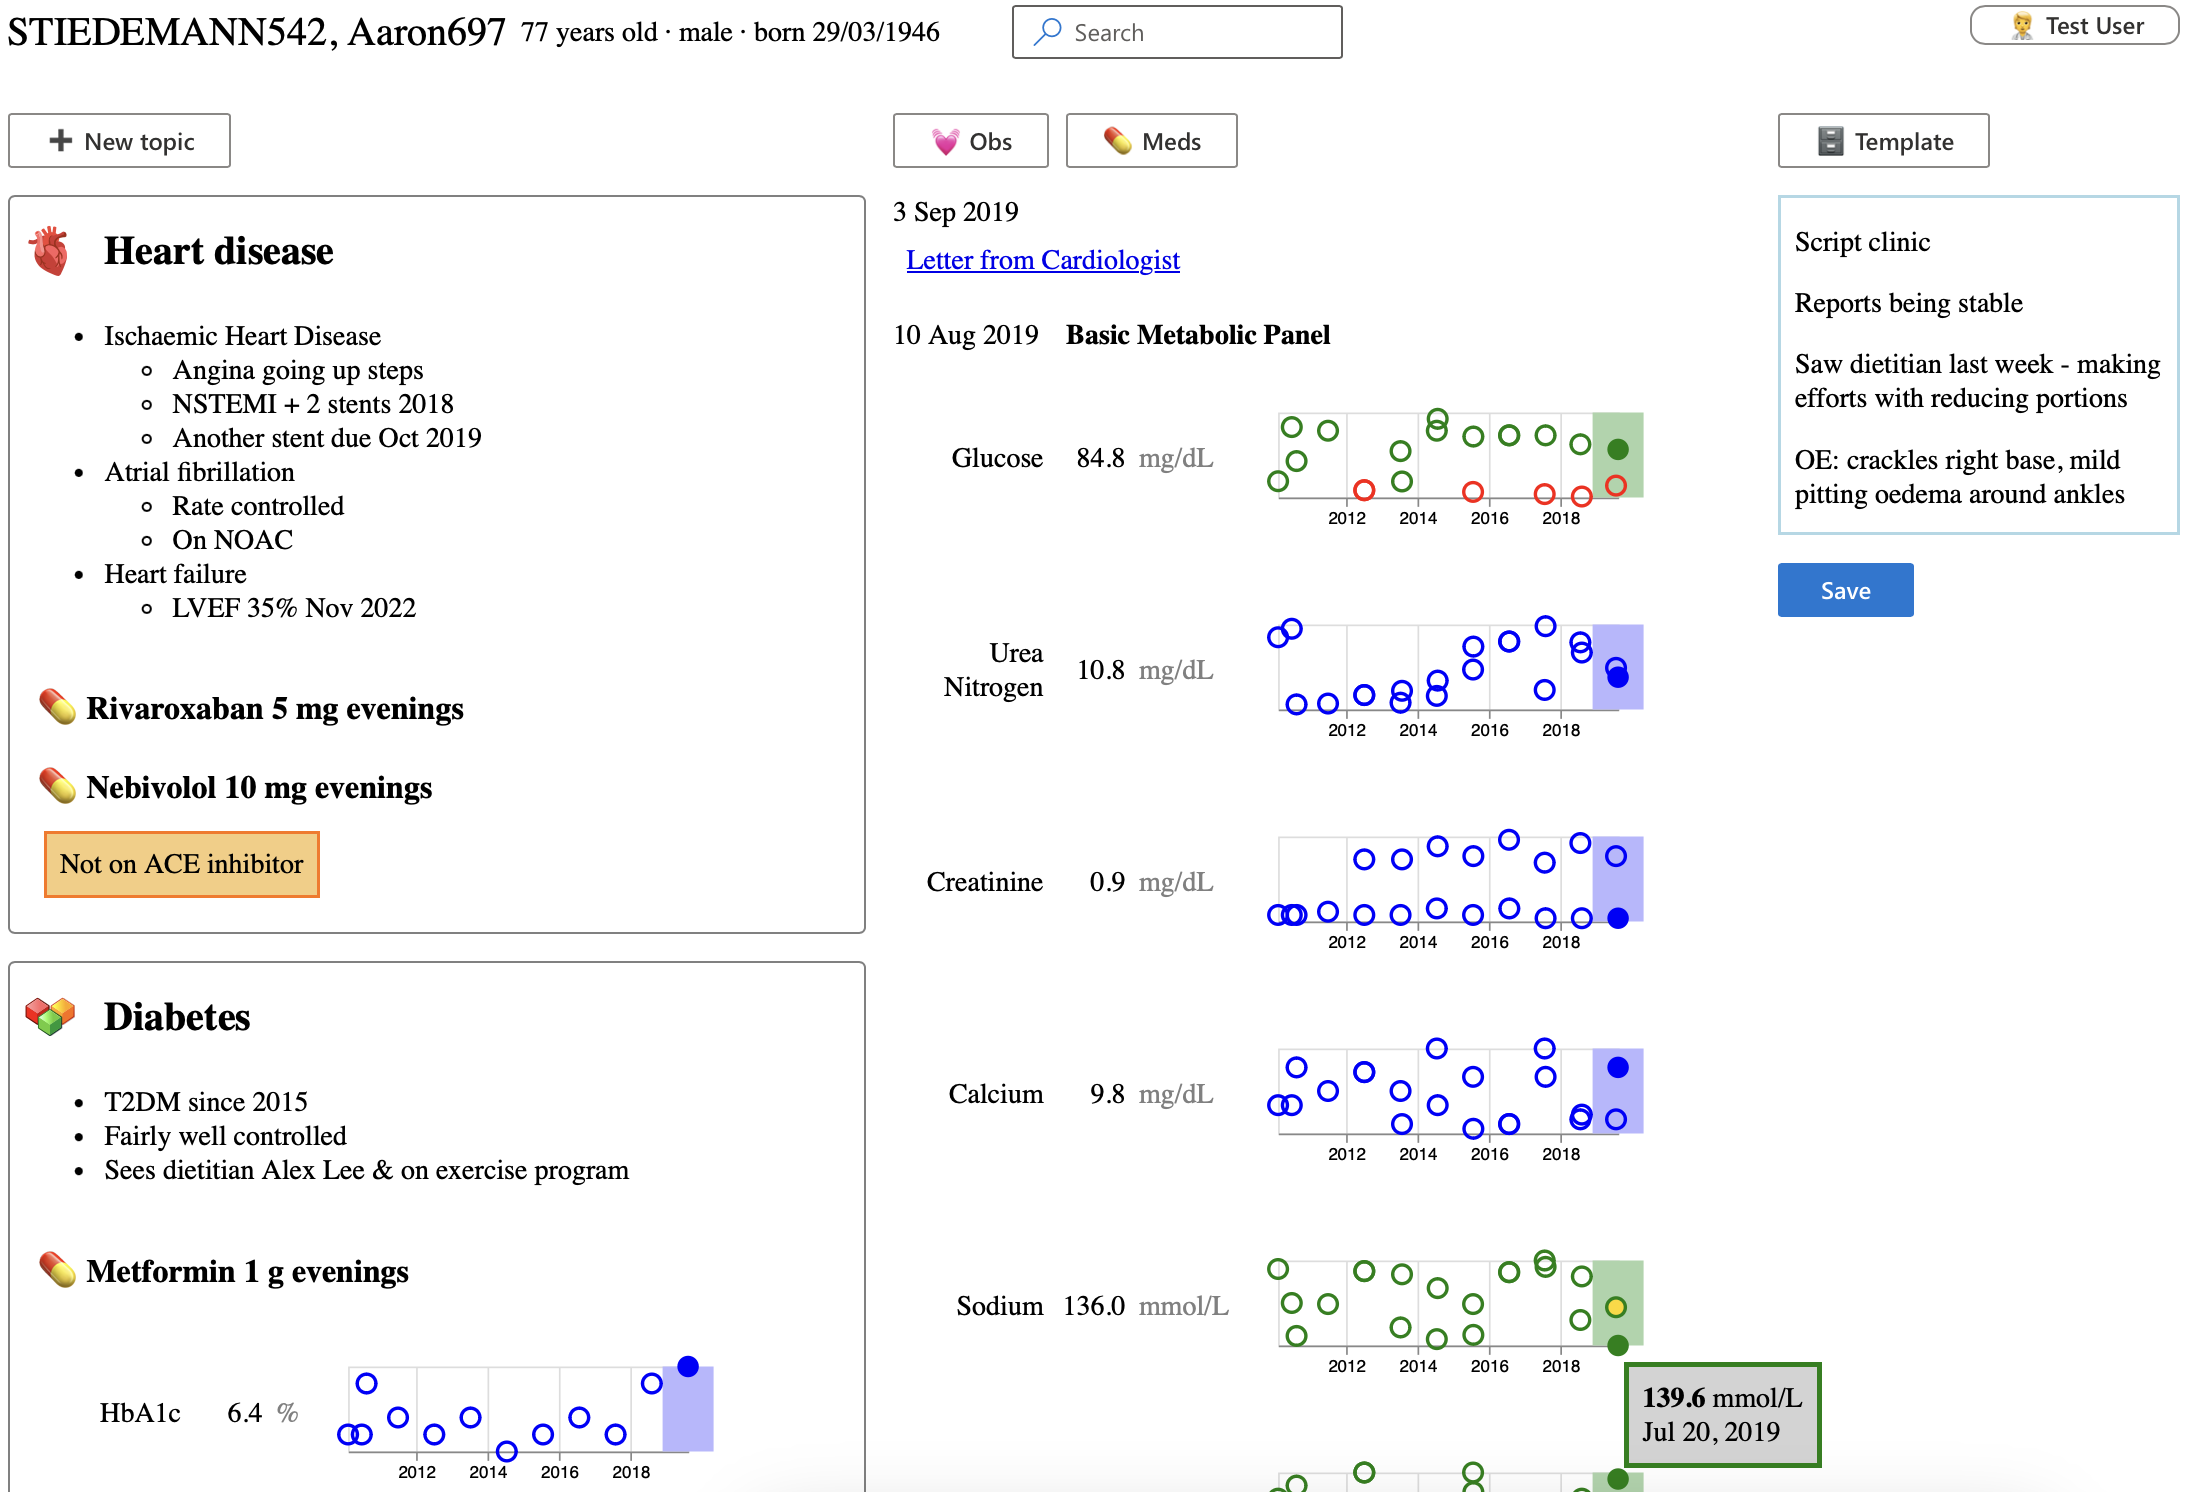 STIEDEMANN542, Aaron697 77 years old · male · born 29/03/1946
Search
Test User
New topic
Obs
Meds
Template
Heart disease
• Ischaemic Heart Disease
Angina going up steps
NSTEMI + 2 stents 2018
Another stent due Oct 2019
• Atrial fibrillation
Rate controlled
On NOAC
• Heart failure
LVEF 35% Nov 2022
Rivaroxaban 5 mg evenings
Nebivolol 10 mg evenings
Not on ACE inhibitor
Diabetes
• T2DM since 2015
• Fairly well controlled
• Sees dietitian Alex Lee & on exercise program
Metformin 1 g evenings
HbA1c 6.4 %
2012 2014 2016 2018
3 Sep 2019
Letter from Cardiologist
10 Aug 2019 Basic Metabolic Panel
Glucose 84.8 mg/dL
2012 2014 2016 2018
Urea
Nitrogen
10.8 mg/dL
2012 2014 2016 2018
Creatinine 0.9 mg/dL
2012 2014 2016 2018
Calcium 9.8 mg/dL
2012 2014 2016 2018
Sodium 136.0 mmol/L
2012 2014 2016 2018
139.6 mmol/L
Jul 20, 2019
Script clinic
Reports being stable
Saw dietitian last week - making
efforts with reducing portions
OE: crackles right base, mild
pitting oedema around ankles
Save